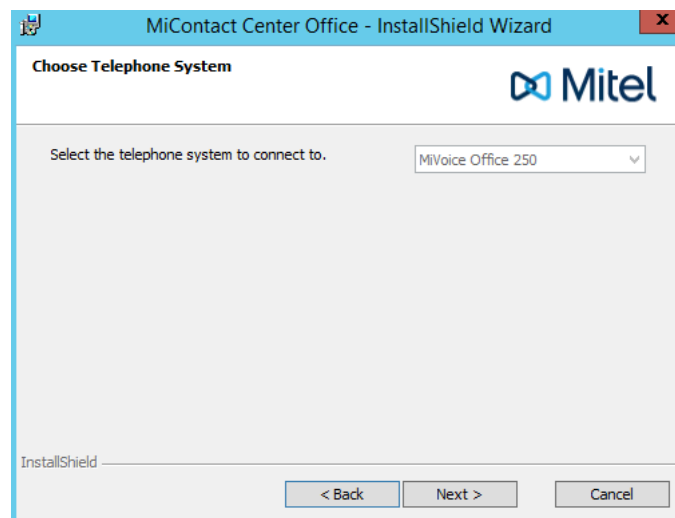 MiContact Center Office - InstallShield Wizard
x
Choose Telephone System
Mitel
Select the telephone system to connect to. MiVoice Office 250
InstallShield
< Back Next > Cancel